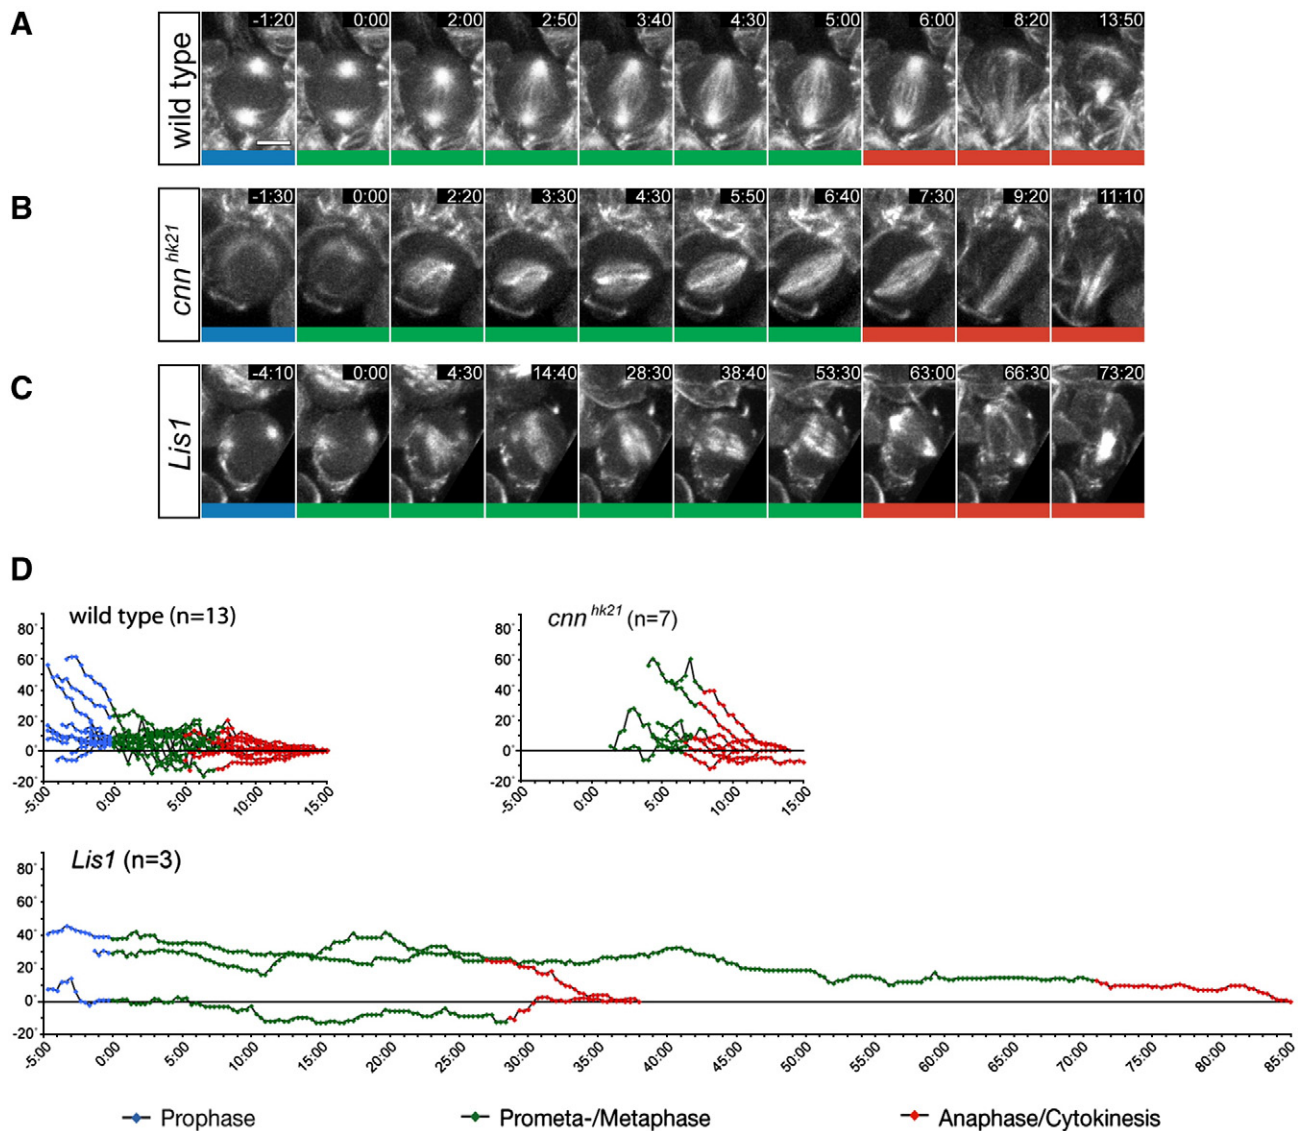 A
wild type
-1:20 0:00 2:00 2:50 3:40 4:30 5:00 6:00 8:20 13:50
B
cnn hk21
-1:30 0:00 2:20 3:30 4:30 5:50 6:40 7:30 9:20 11:10
C
Lis1
-4:10 0:00 4:30 14:40 28:30 38:40 53:30 63:00 66:30 73:20
D
wild type (n=13)
80°
60°
40°
20°
0°
-20°
-5:00 0:00 5:00 10:00 15:00
cnn hk21 (n=7)
80°
60°
40°
20°
0°
-20°
-5:00 0:00 5:00 10:00 15:00
Lis1 (n=3)
80°
60°
40°
20°
0°
-20
-5:00 0:00 5:00 10:00 15:00 20:00 25:00 30:00 35:00 40:00 45:00 50:00 55:00 60:00 65:00 70:00 75:00 80:00 85:00
Prophase Prometa-/Metaphase Anaphase/Cytokinesis